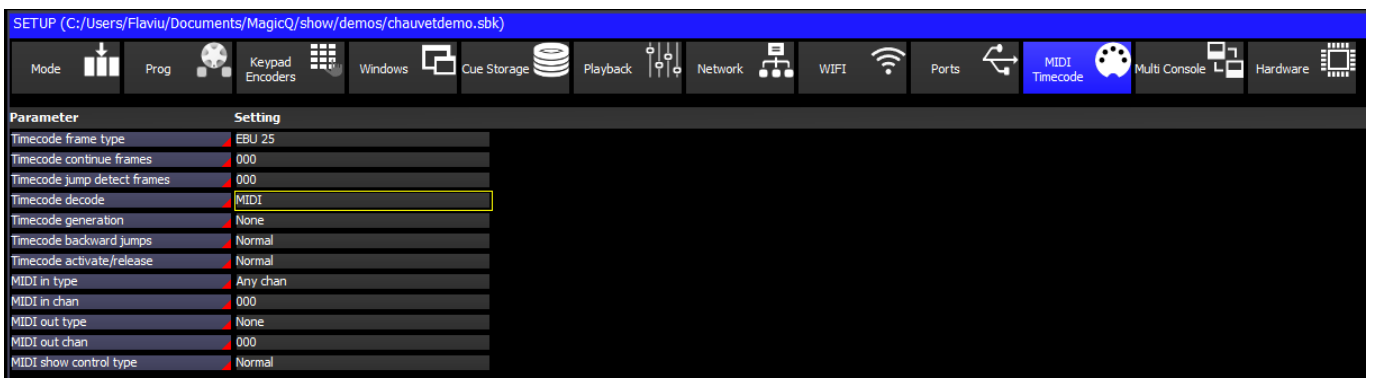 SETUP (C:/Users/Flaviu/Documents/MagicQ/show/demos/chauvetdemo.sbk)
Mode Prog Keypad Encoders Windows Cue Storage Playback Network WIFI Ports MIDI Timecode Multi Console Hardware
Parameter Setting
Timecode frame type EBU 25
Timecode continue frames 000
Timecode jump detect frames 000
Timecode decode MIDI
Timecode generation None
Timecode backward jumps Normal
Timecode activate/release Normal
MIDI in type Any chan
MIDI in chan 000
MIDI out type None
MIDI out chan 000
MIDI show control type Normal